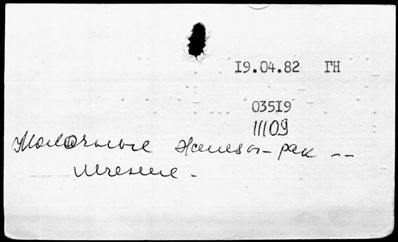 19.04.82 ГН
03519
11109
Молочные железы - рак --
лечение -